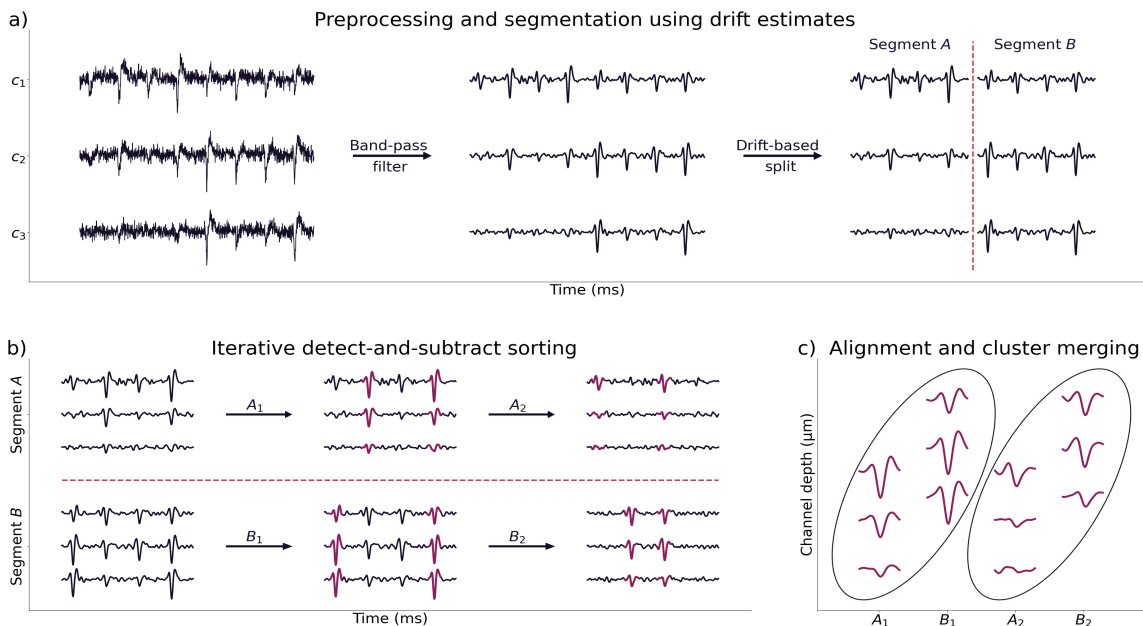 a) Preprocessing and segmentation using drift estimates
Segment A
Segment B
c1
c2
c3
Band-pass
filter
Drift-based
split
Time (ms)
b) Iterative detect-and-subtract sorting
Segment A
A1
A2
Segment B
B1
B2
Time (ms)
c) Alignment and cluster merging
Channel depth (μm)
A1
B1
A2
B2